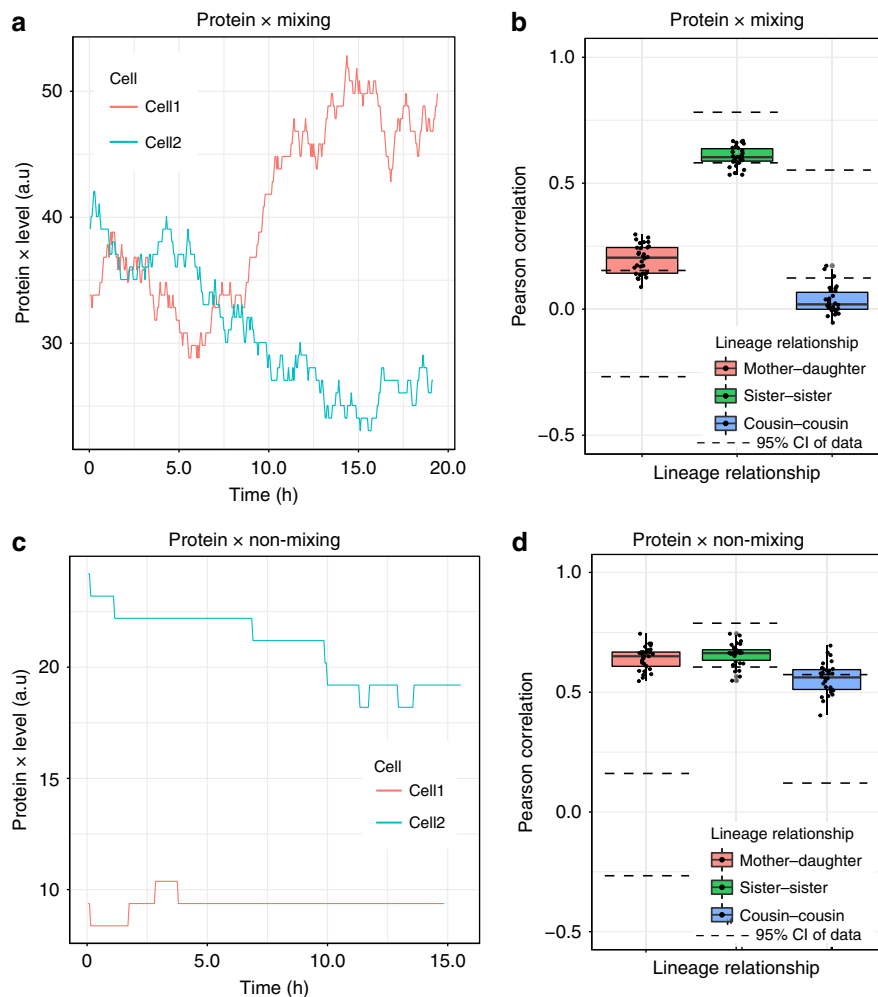 a
Protein × mixing
Protein × level (a.u)
50
40
30
Cell
Cell1
Cell2
0
5.0
10.0
15.0
20.0
Time (h)
b
Protein × mixing
Pearson correlation
1.0
0.5
0.0
−0.5
Lineage relationship
Mother–daughter
Sister–sister
Cousin–cousin
95% CI of data
Lineage relationship
c
Protein × non-mixing
Protein × level (a.u)
20
15
10
9
Cell
Cell1
Cell2
0
5.0
10.0
15.0
Time (h)
d
Protein × non-mixing
Pearson correlation
1.0
0.5
0.0
−0.5
Lineage relationship
Mother–daughter
Sister–sister
Cousin–cousin
95% CI of data
Lineage relationship